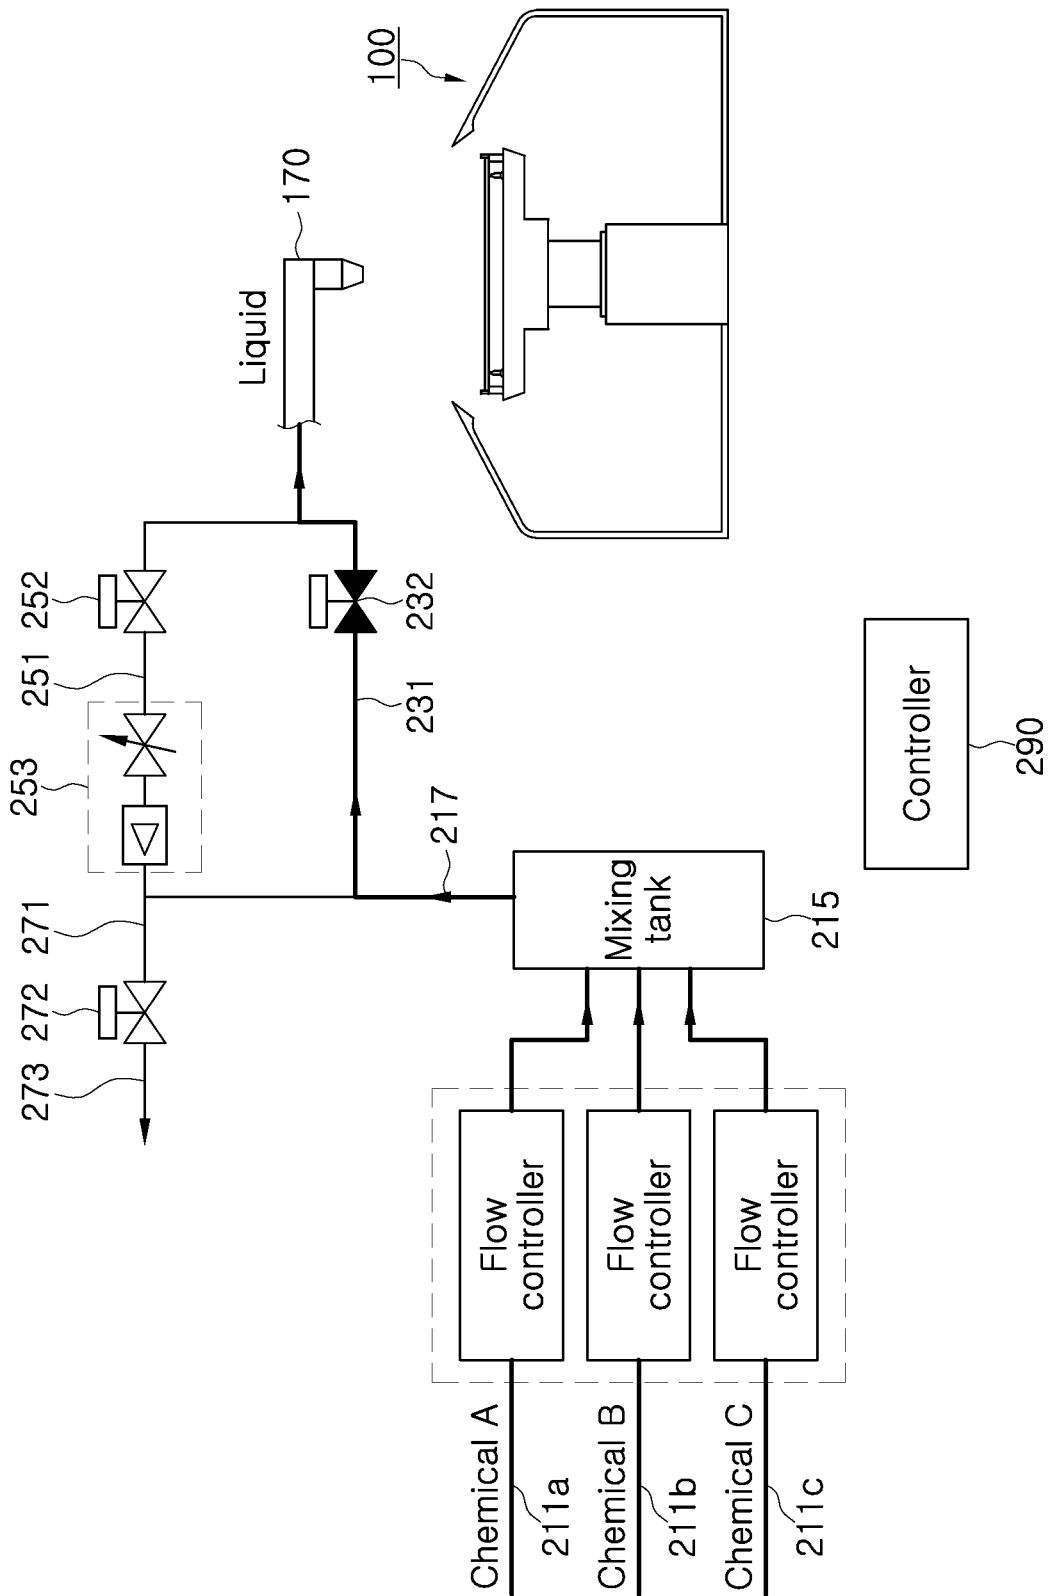 253
273
272
252
271
251
Liquid
170
100
231
232
217
Chemical A
211a
Flow
controller
Chemical B
211b
Flow
controller
Mixing
tank
Chemical C
211c
Flow
controller
215
Controller
290